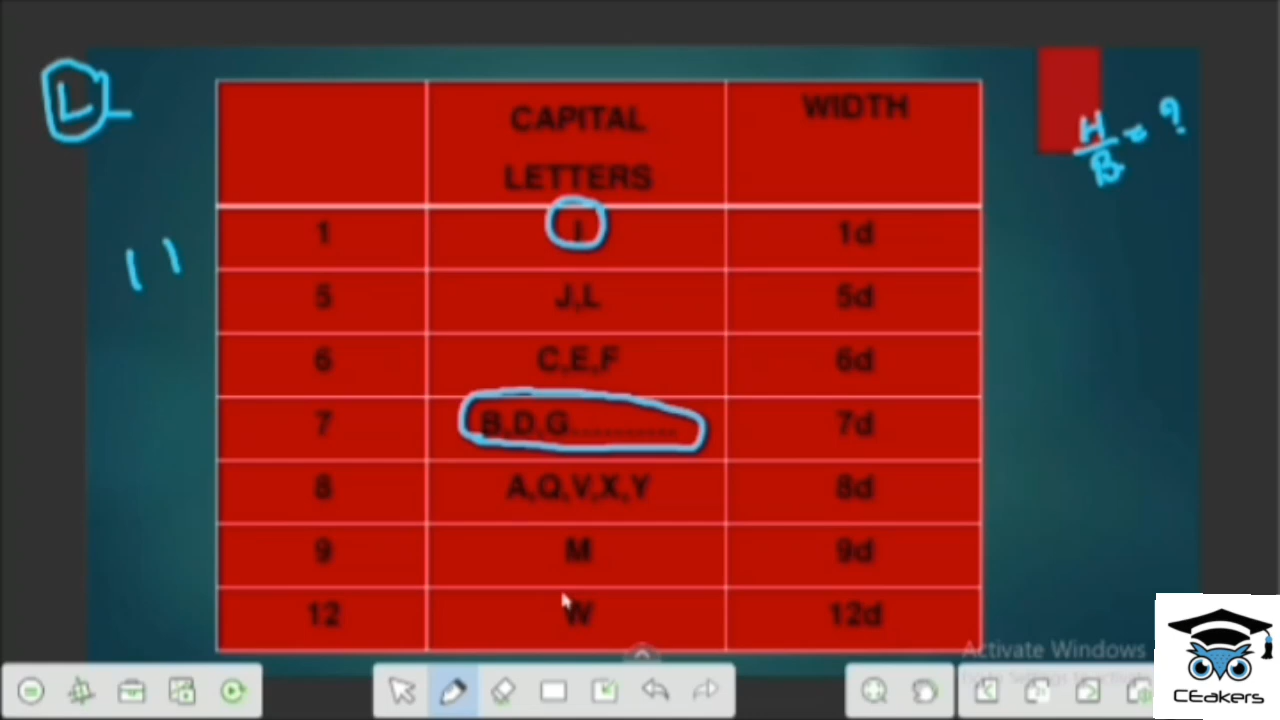 L
CAPITAL
LETTERS
WIDTH
H/B = ?
1 I 1d
11
5 J,L 5d
6 C,E,F 6d
7 B,D,G........... 7d
8 A,Q,V,X,Y 8d
9 M 9d
12 W 12d
Activate Windows
CEakers